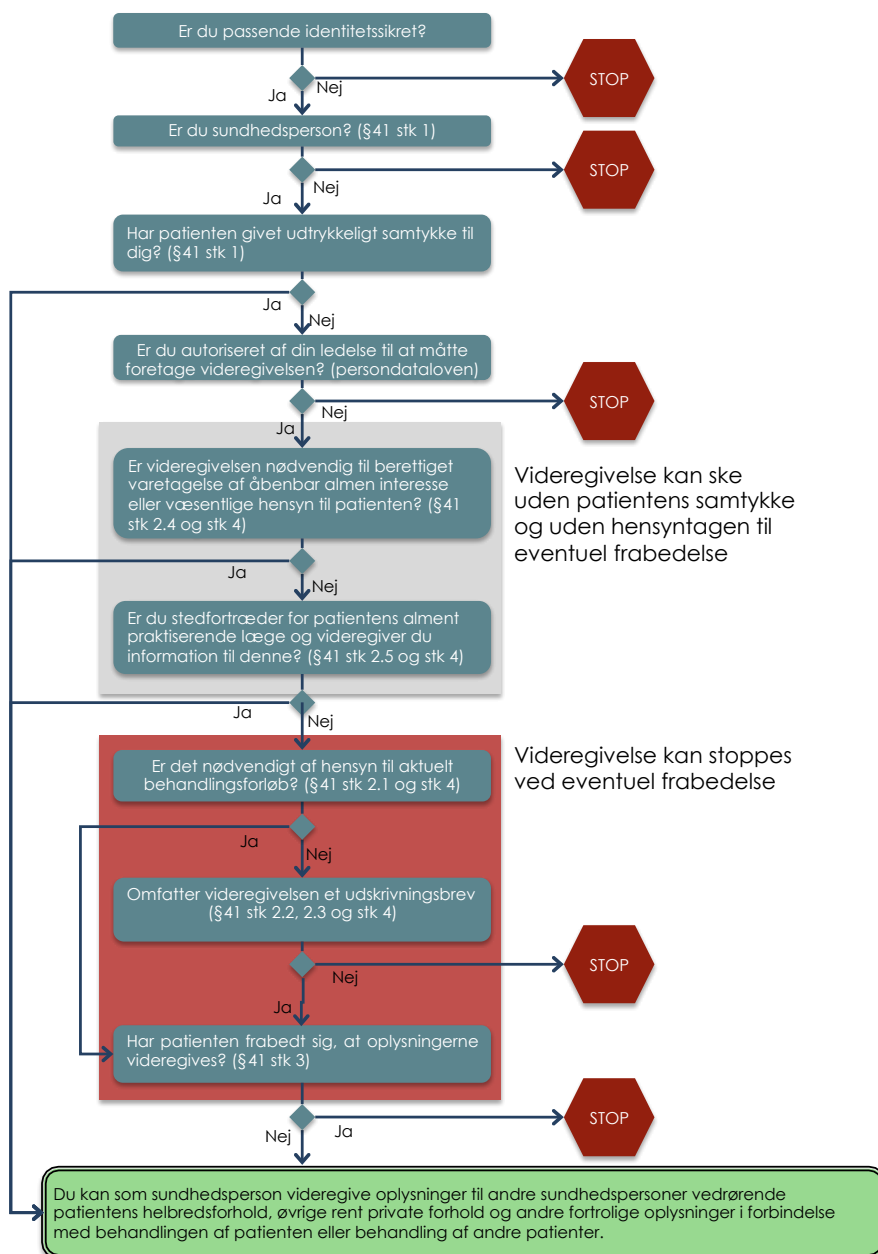 Er du passende identitetssikret?
Nej
STOP
Ja
Er du sundhedsperson? (§41 stk 1)
STOP
Nej
Ja
Har patienten givet udtrykkeligt samtykke til
dig? (§41 stk 1)
Ja
Nej
Er du autoriseret af din ledelse til at måtte
foretage videregivelsen? (persondataloven)
STOP
Nej
Ja
Er videregivelsen nødvendig til berettiget
varetagelse af åbenbar almen interesse
eller væsentlige hensyn til patienten? (§41
stk 2.4 og stk 4)
Videregivelse kan ske
uden patientens samtykke
og uden hensyntagen til
eventuel frabedelse
Ja
Nej
Er du stedfortræder for patientens alment
praktiserende læge og videregiver du
information til denne? (§41 stk 2.5 og stk 4)
Ja
Nej
Er det nødvendigt af hensyn til aktuelt
behandlingsforløb? (§41 stk 2.1 og stk 4)
Videregivelse kan stoppes
ved eventuel frabedelse
Ja
Nej
Omfatter videregivelsen et udskrivningsbrev
(§41 stk 2.2, 2.3 og stk 4)
STOP
Nej
Ja
Har patienten frabedt sig, at oplysningerne
videregives? (§41 stk 3)
STOP
Nej
Ja
Du kan som sundhedsperson videregive oplysninger til andre sundhedspersoner vedrørende
patientens helbredsforhold, øvrige rent private forhold og andre fortrolige oplysninger i forbindelse
med behandlingen af patienten eller behandling af andre patienter.